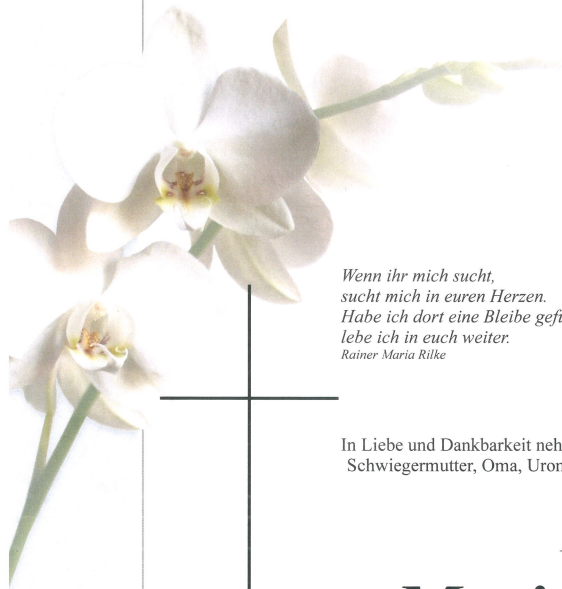 Wenn ihr mich sucht,
sucht mich in euren Herzen.
Habe ich dort eine Bleibe
lebe ich in euch weiter.
Rainer Maria Rilke
In Liebe und Dankbarkeit
Schwiegermutter, Oma,